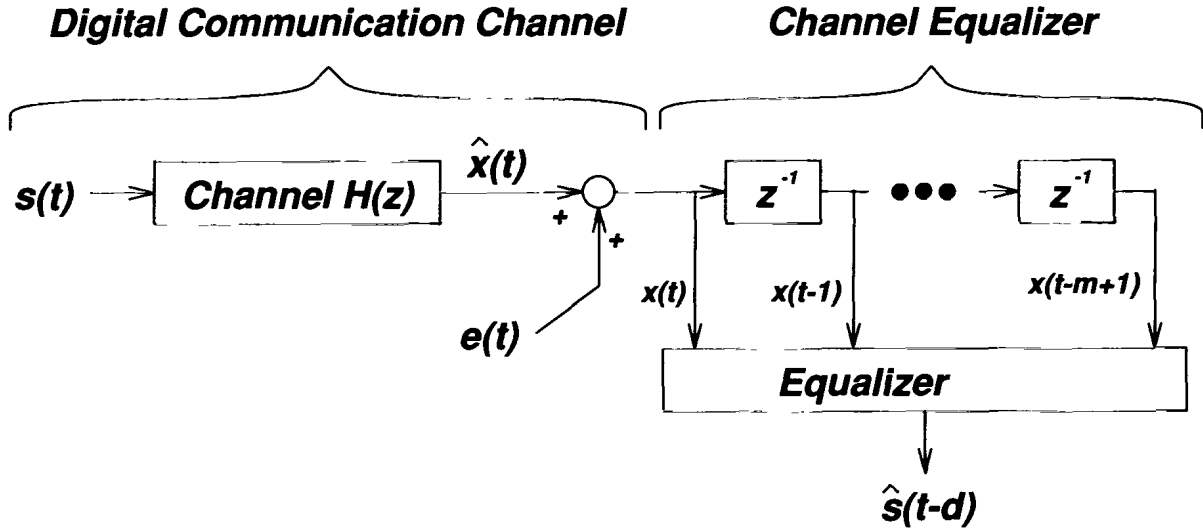 Digital Communication Channel
Channel Equalizer
s(t)
Channel H(z)
x̂(t)
+
+
e(t)
z⁻¹
●●●
z⁻¹
x(t)
x(t-1)
x(t-m+1)
Equalizer
ŝ(t-d)